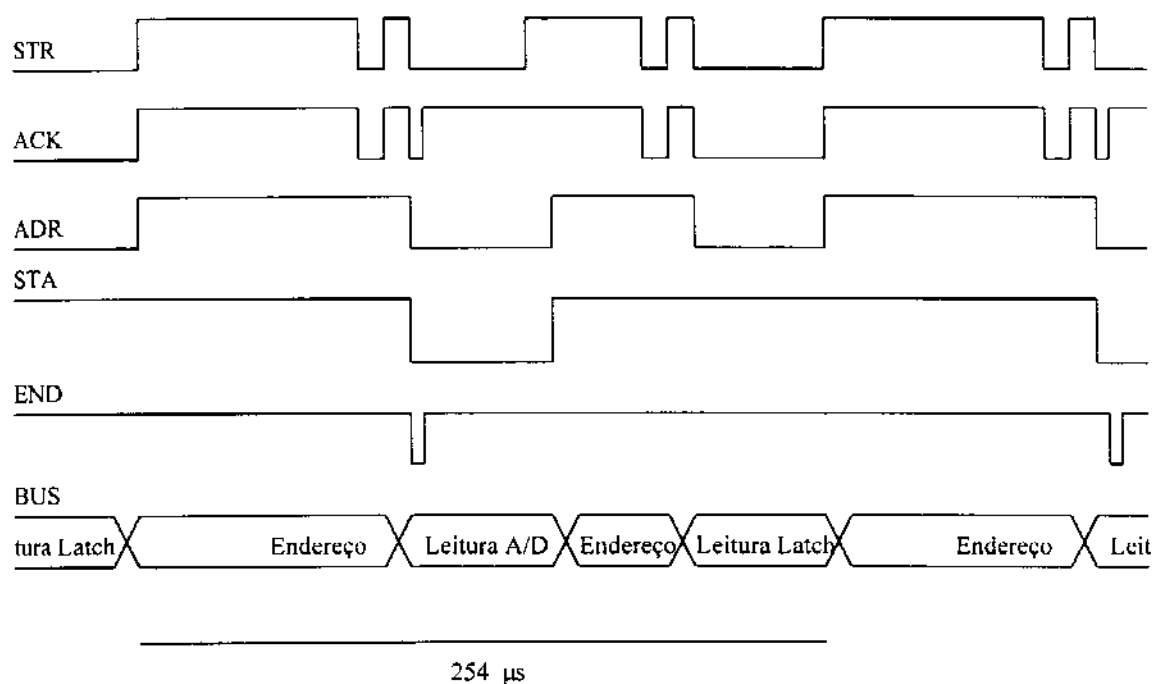 STR
ACK
ADR
STA
END
BUS
tura Latch Endereço Leitura A/D Endereço Leitura Latch Endereço Leit
254 µs